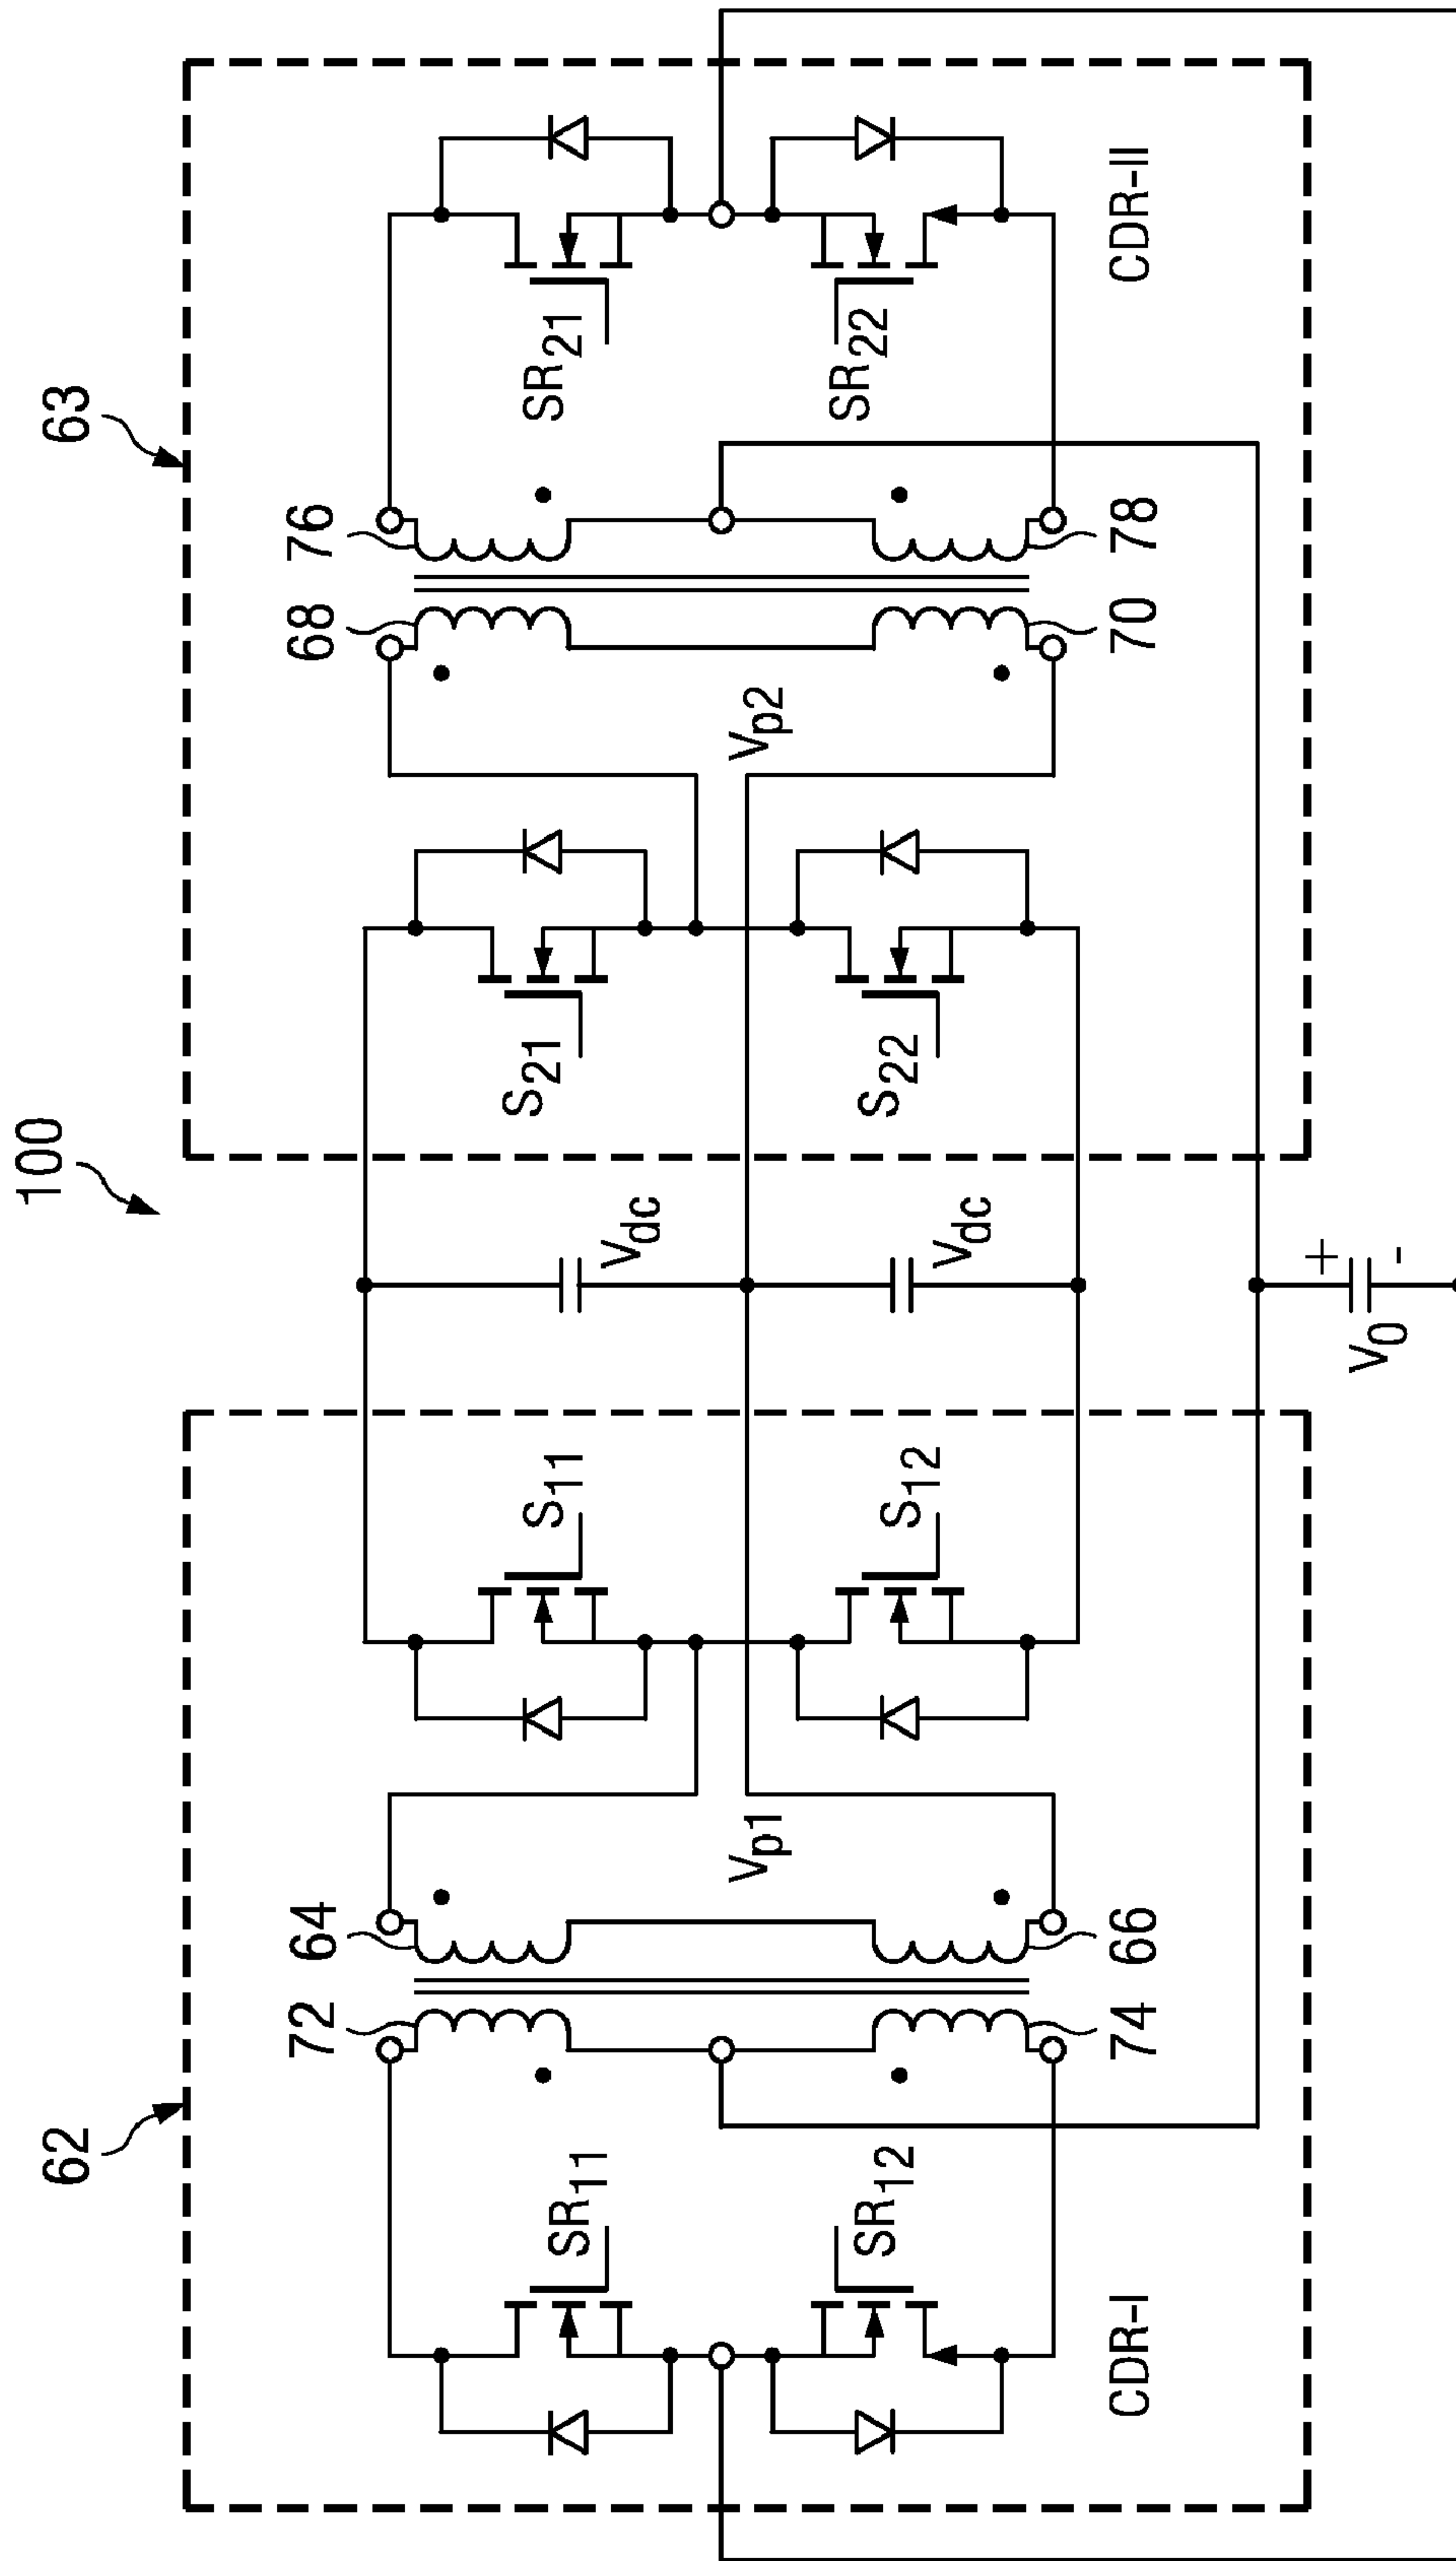 100
62
63
72
64
68
76
SR11
S11
S21
SR21
Vdc
Vp1
Vp2
SR12
S12
Vdc
S22
SR22
74
66
70
78
CDR-I
CDR-II
V0
+
-